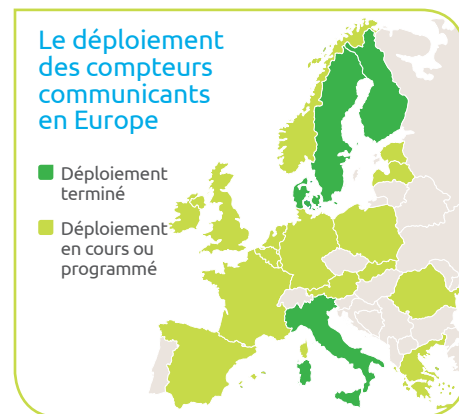 Le déploiement
des compteurs
communicants
en Europe
Déploiement
terminé
Déploiement
en cours ou
programmé